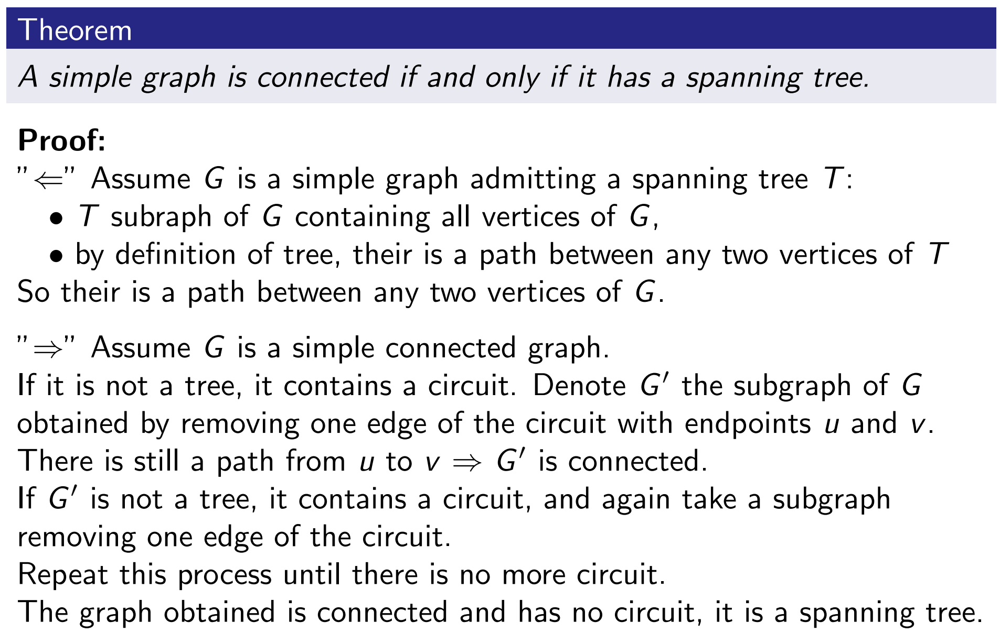 Theorem
A simple graph is connected if and only if it has a spanning tree.
Proof:
”⇐” Assume G is a simple graph admitting a spanning tree T:
• T subraph of G containing all vertices of G,
• by definition of tree, their is a path between any two vertices of T
So their is a path between any two vertices of G.
”⇒” Assume G is a simple connected graph.
If it is not a tree, it contains a circuit. Denote G′ the subgraph of G
obtained by removing one edge of the circuit with endpoints u and v.
There is still a path from u to v ⇒ G′ is connected.
If G′ is not a tree, it contains a circuit, and again take a subgraph
removing one edge of the circuit.
Repeat this process until there is no more circuit.
The graph obtained is connected and has no circuit, it is a spanning tree.